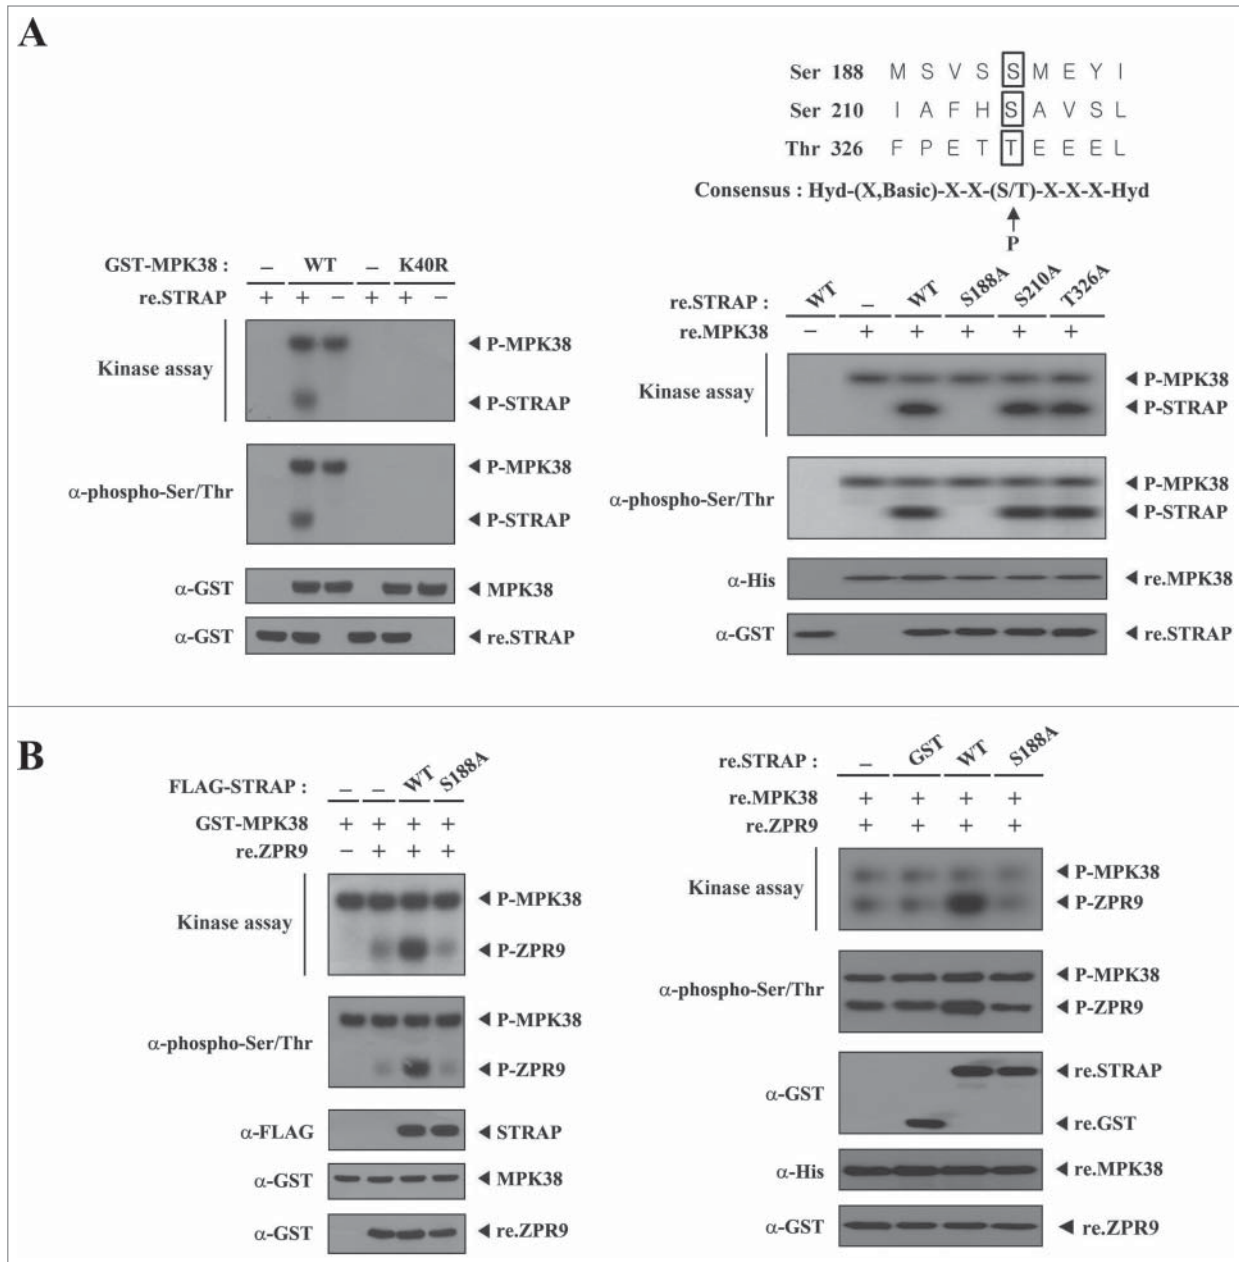 A
Ser 188 M S V S S M E Y I
Ser 210 I A F H S A V S L
Thr 326 F P E T T E E E L
Consensus : Hyd-(X,Basic)-X-X-(S/T)-X-X-X-Hyd
P
GST-MPK38 : – WT – K40R
re.STRAP + + – + + –
Kinase assay
P-MPK38
P-STRAP
α-phospho-Ser/Thr
P-MPK38
P-STRAP
α-GST MPK38
α-GST re.STRAP
re.STRAP : WT – WT S188A S210A T326A
re.MPK38 – + + + + +
Kinase assay
P-MPK38
P-STRAP
α-phospho-Ser/Thr
P-MPK38
P-STRAP
α-His re.MPK38
α-GST re.STRAP
B
FLAG-STRAP : – – WT S188A
GST-MPK38 + + + +
re.ZPR9 – + + +
Kinase assay
P-MPK38
P-ZPR9
α-phospho-Ser/Thr
P-MPK38
P-ZPR9
α-FLAG STRAP
α-GST MPK38
α-GST re.ZPR9
re.STRAP : – GST WT S188A
re.MPK38 + + + +
re.ZPR9 + + + +
Kinase assay
P-MPK38
P-ZPR9
α-phospho-Ser/Thr
P-MPK38
P-ZPR9
α-GST
re.STRAP
re.GST
α-His re.MPK38
α-GST re.ZPR9